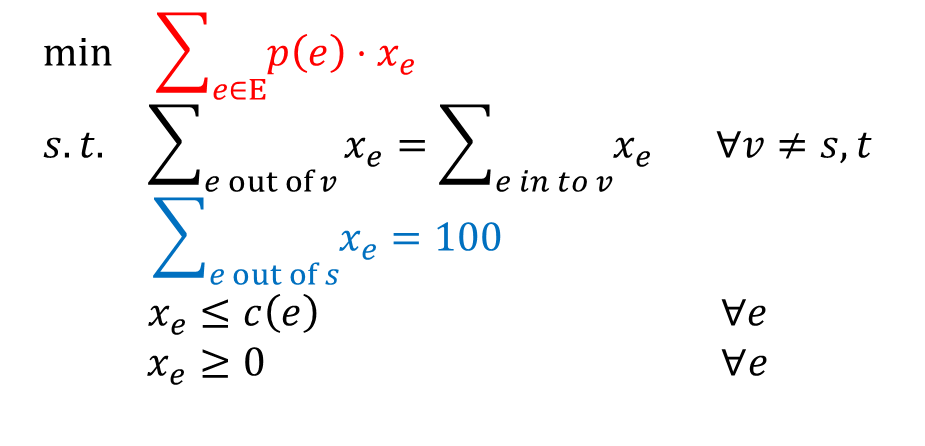 min ∑_{e∈E} p(e) · x_e
s.t. ∑_{e out of v} x_e = ∑_{e in to v} x_e ∀v ≠ s, t
∑_{e out of s} x_e = 100
x_e ≤ c(e) ∀e
x_e ≥ 0 ∀e